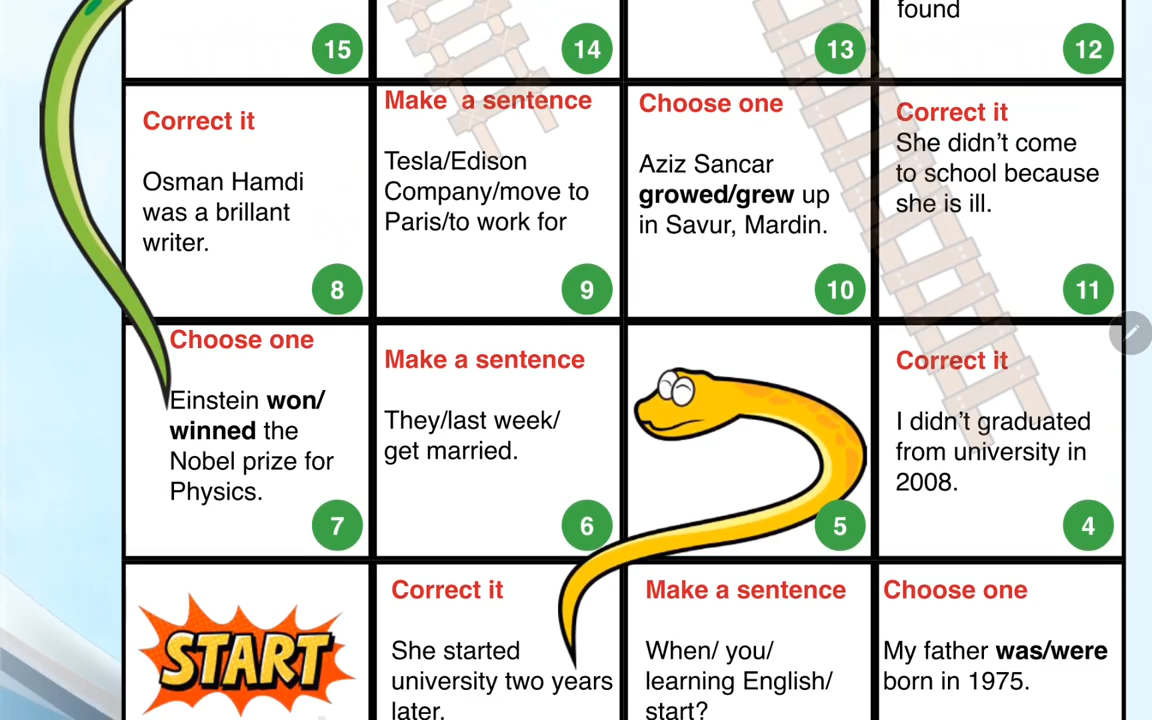 found
15
14
13
12
Correct it
Osman Hamdi
was a brillant
writer.
8
Make a sentence
Tesla/Edison
Company/move to
Paris/to work for
9
Choose one
Aziz Sancar
growed/grew up
in Savur, Mardin.
10
Correct it
She didn’t come
to school because
she is ill.
11
Choose one
Einstein won/
winned the
Nobel prize for
Physics.
7
Make a sentence
They/last week/
get married.
6
5
Correct it
I didn’t graduated
from university in
2008.
4
START
Correct it
She started
university two years
later.
Make a sentence
When/ you/
learning English/
start?
Choose one
My father was/were
born in 1975.